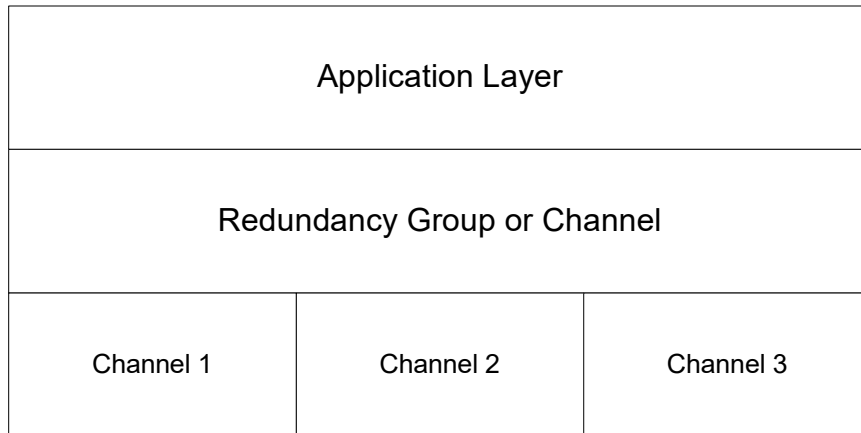 Application Layer
Redundancy Group or Channel
Channel 1
Channel 2
Channel 3